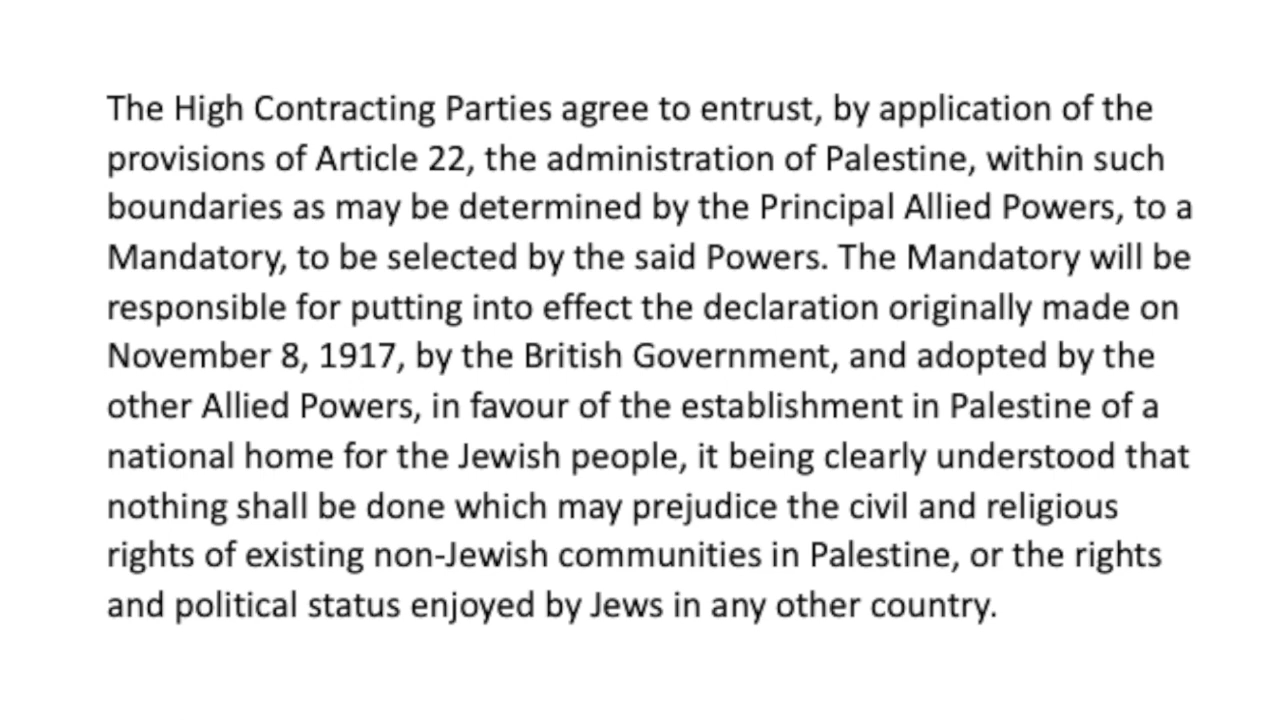 The High Contracting Parties agree to entrust, by application of the
provisions of Article 22, the administration of Palestine, within such
boundaries as may be determined by the Principal Allied Powers, to a
Mandatory, to be selected by the said Powers. The Mandatory will be
responsible for putting into effect the declaration originally made on
November 8, 1917, by the British Government, and adopted by the
other Allied Powers, in favour of the establishment in Palestine of a
national home for the Jewish people, it being clearly understood that
nothing shall be done which may prejudice the civil and religious
rights of existing non-Jewish communities in Palestine, or the rights
and political status enjoyed by Jews in any other country.